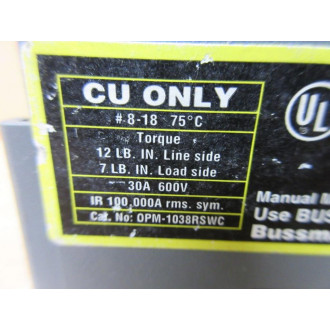 CU ONLY
# 8-18 75°C
Torque
12 LB. IN. Line side
7 LB. IN. Load side
30A 600V
IR 100,000A rms. sym.
Cat. No: OPM-1038RSWC
UL
Manual M
Use BUS
Bussm